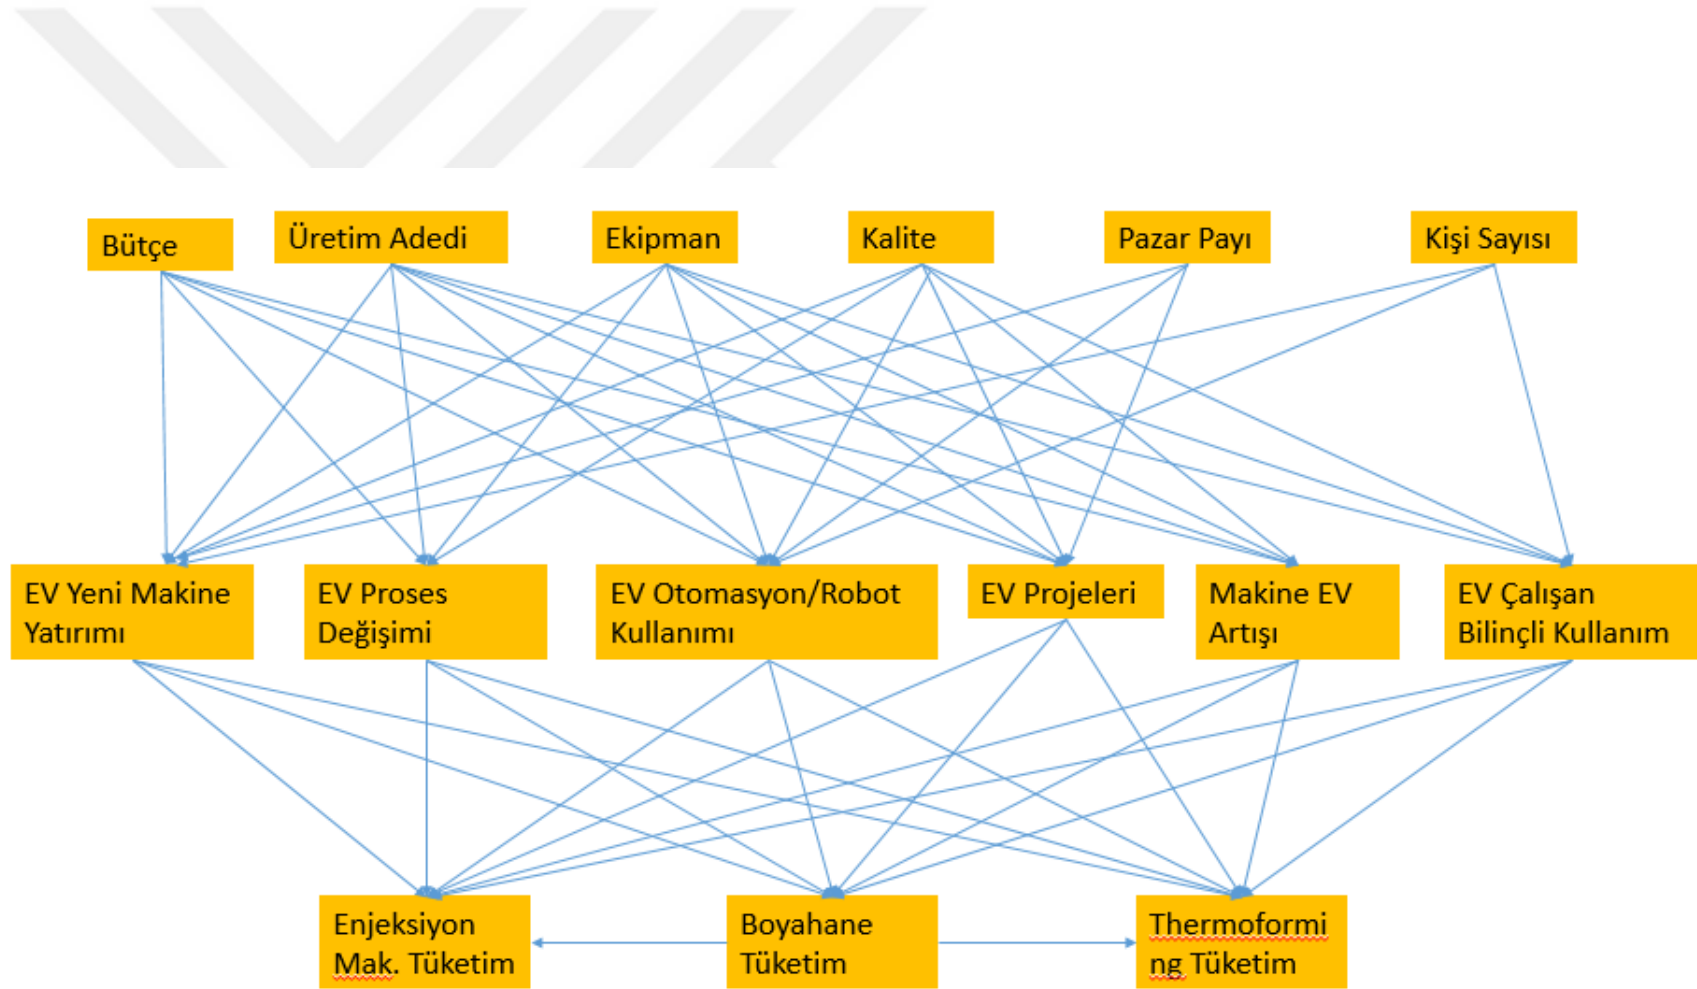 Bütçe
Üretim Adedi
Ekipman
Kalite
Pazar Payı
Kişi Sayısı
EV Yeni Makine
Yatırımı
EV Proses
Değişimi
EV Otomasyon/Robot
Kullanımı
EV Projeleri
Makine EV
Artışı
EV Çalışan
Bilinçli Kullanım
Enjeksiyon
Mak. Tüketim
Boyahane
Tüketim
Thermoformi
ng Tüketim